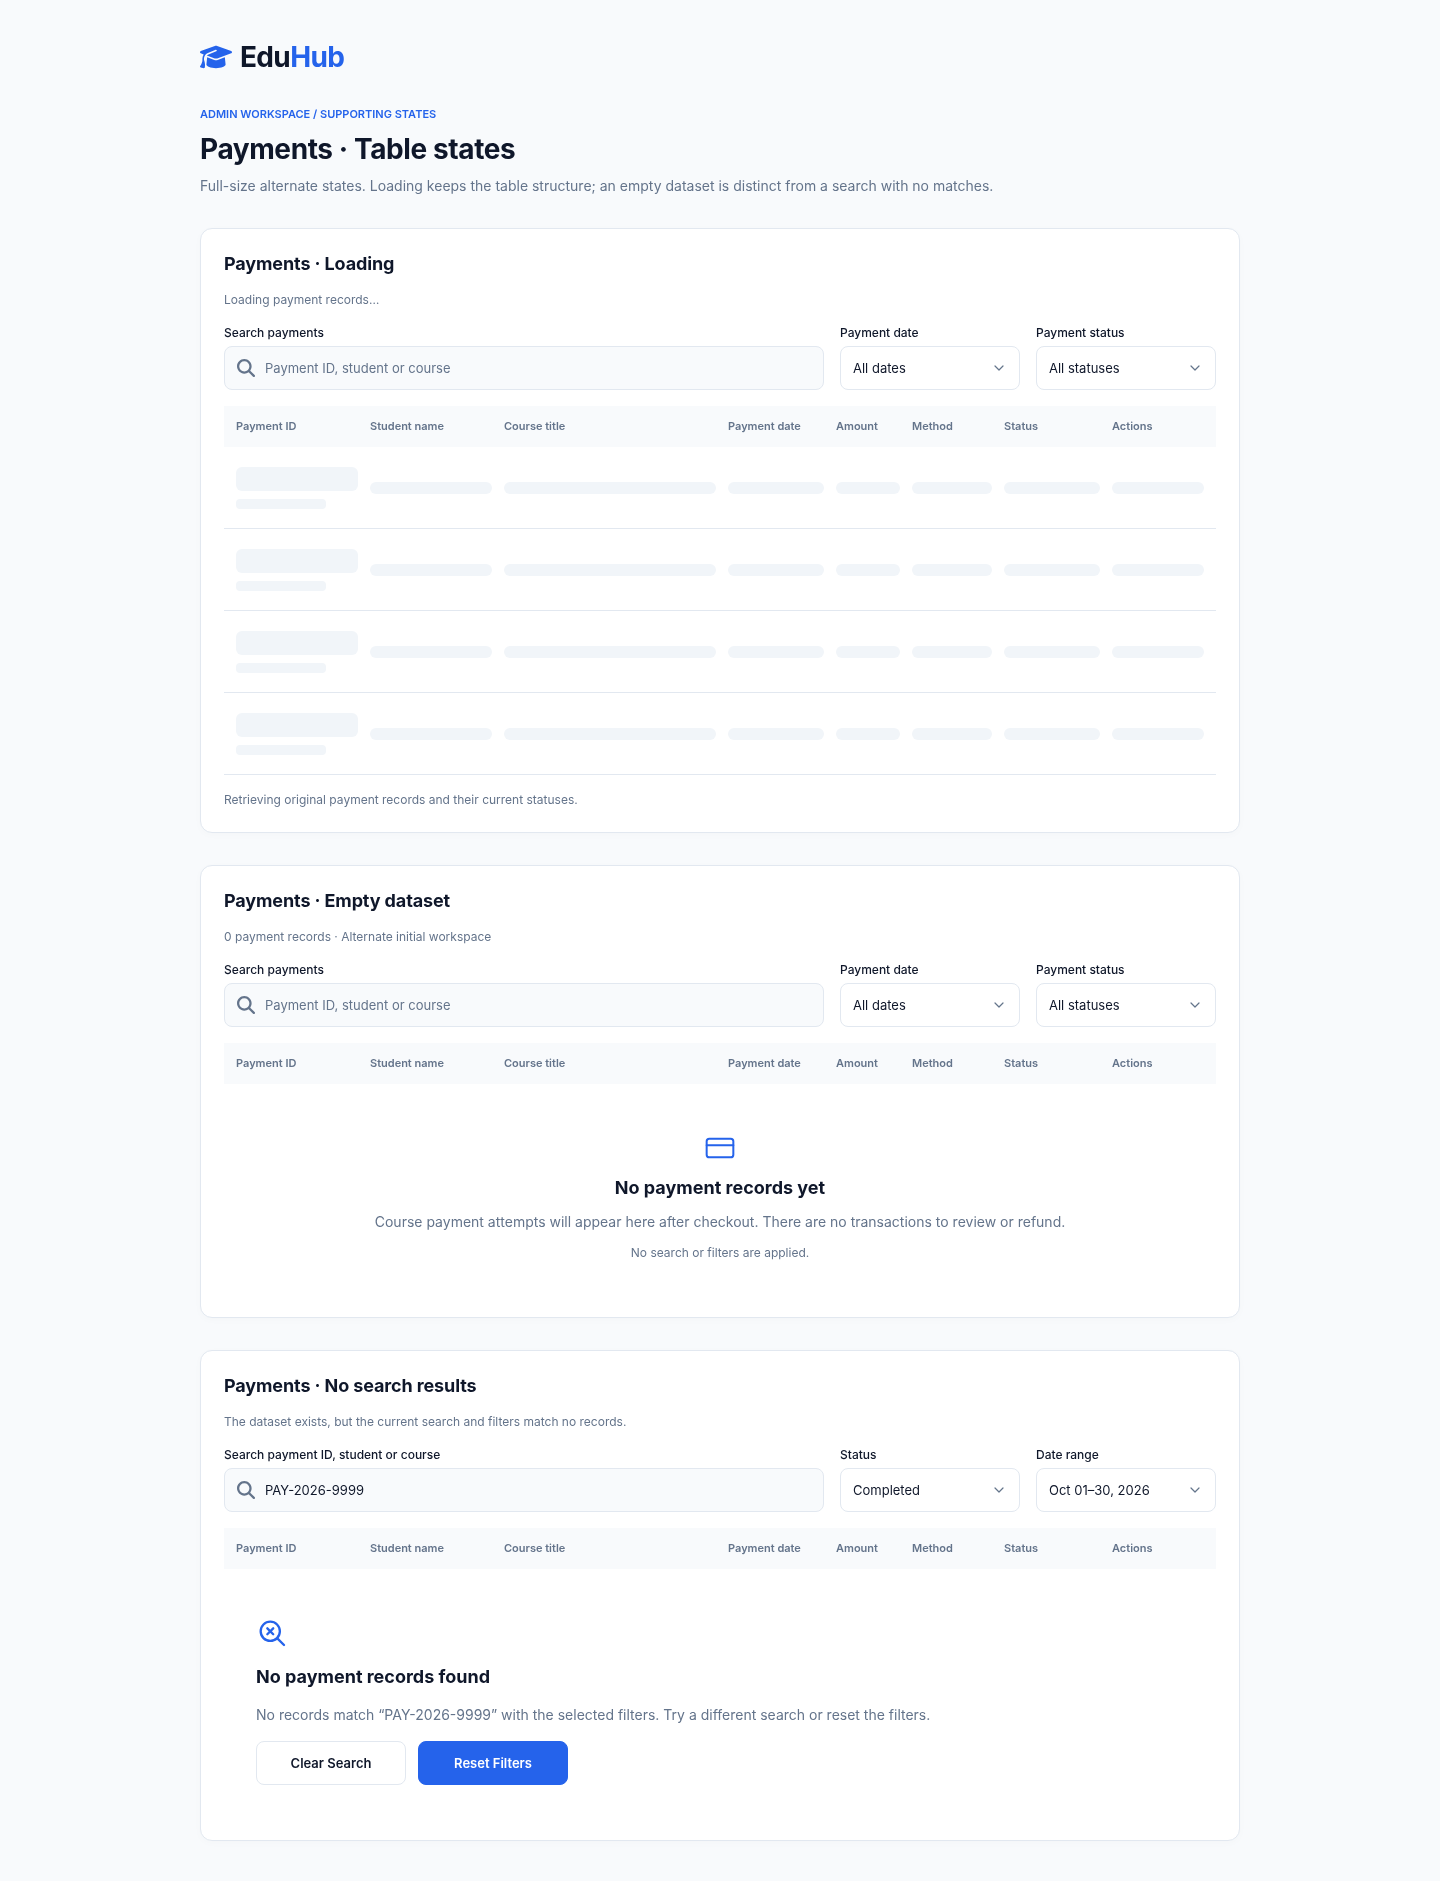 EduHub
ADMIN WORKSPACE / SUPPORTING STATES
Payments · Table states
Full-size alternate states. Loading keeps the table structure; an empty dataset is distinct from a search with no matches.
Payments · Loading
Loading payment records...
Search payments Payment date Payment status
Payment ID, student or course All dates All statuses
Payment ID Student name Course title Payment date Amount Method Status Actions
Retrieving original payment records and their current statuses.
Payments · Empty dataset
0 payment records · Alternate initial workspace
Search payments Payment date Payment status
Payment ID, student or course All dates All statuses
Payment ID Student name Course title Payment date Amount Method Status Actions
No payment records yet
Course payment attempts will appear here after checkout. There are no transactions to review or refund.
No search or filters are applied.
Payments · No search results
The dataset exists, but the current search and filters match no records.
Search payment ID, student or course Status Date range
PAY-2026-9999 Completed Oct 01–30, 2026
Payment ID Student name Course title Payment date Amount Method Status Actions
No payment records found
No records match “PAY-2026-9999” with the selected filters. Try a different search or reset the filters.
Clear Search Reset Filters